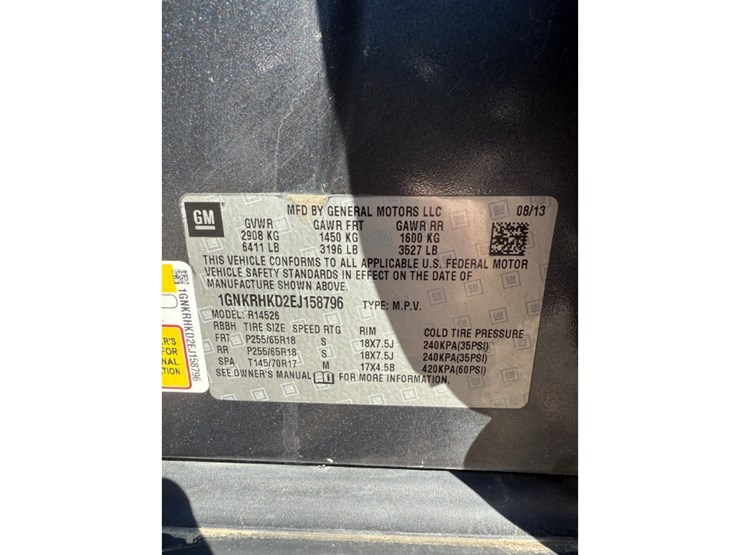 GM
MFD BY GENERAL MOTORS LLC 08/13
GVWR GAWR FRT GAWR RR
2908 KG 1450 KG 1600 KG
6411 LB 3196 LB 3527 LB
THIS VEHICLE CONFORMS TO ALL APPLICABLE U.S. FEDERAL MOTOR
VEHICLE SAFETY STANDARDS IN EFFECT ON THE DATE OF
MANUFACTURE SHOWN ABOVE.
1GNKRHKD2EJ158796 TYPE: M.P.V.
MODEL: R14526
RBBH TIRE SIZE SPEED RTG RIM COLD TIRE PRESSURE
FRT P255/65R18 S 18X7.5J 240KPA(35PSI)
RR P255/65R18 S 18X7.5J 240KPA(35PSI)
SPA T145/70R17 M 17X4.5B 420KPA(60PSI)
SEE OWNER'S MANUAL FOR MORE INFORMATION.
1GNKRHKD2EJ158796